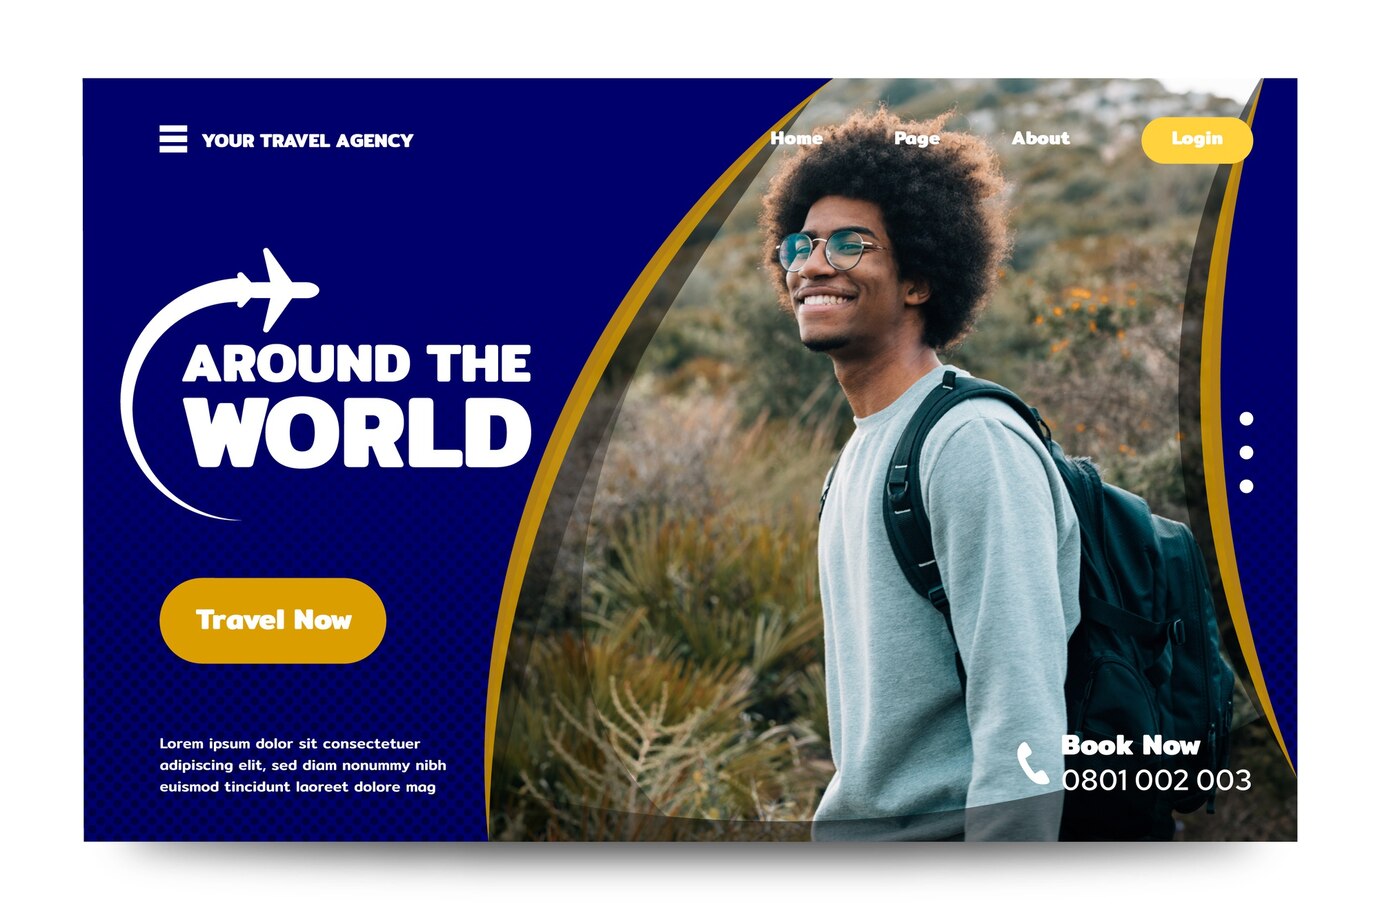 YOUR TRAVEL AGENCY
Home
Page
About
Login
AROUND THE
WORLD
Travel Now
Lorem ipsum dolor sit consectetuer
adipiscing elit, sed diam nonummy nibh
euismod tincidunt laoreet dolore mag
Book Now
0801 002 003